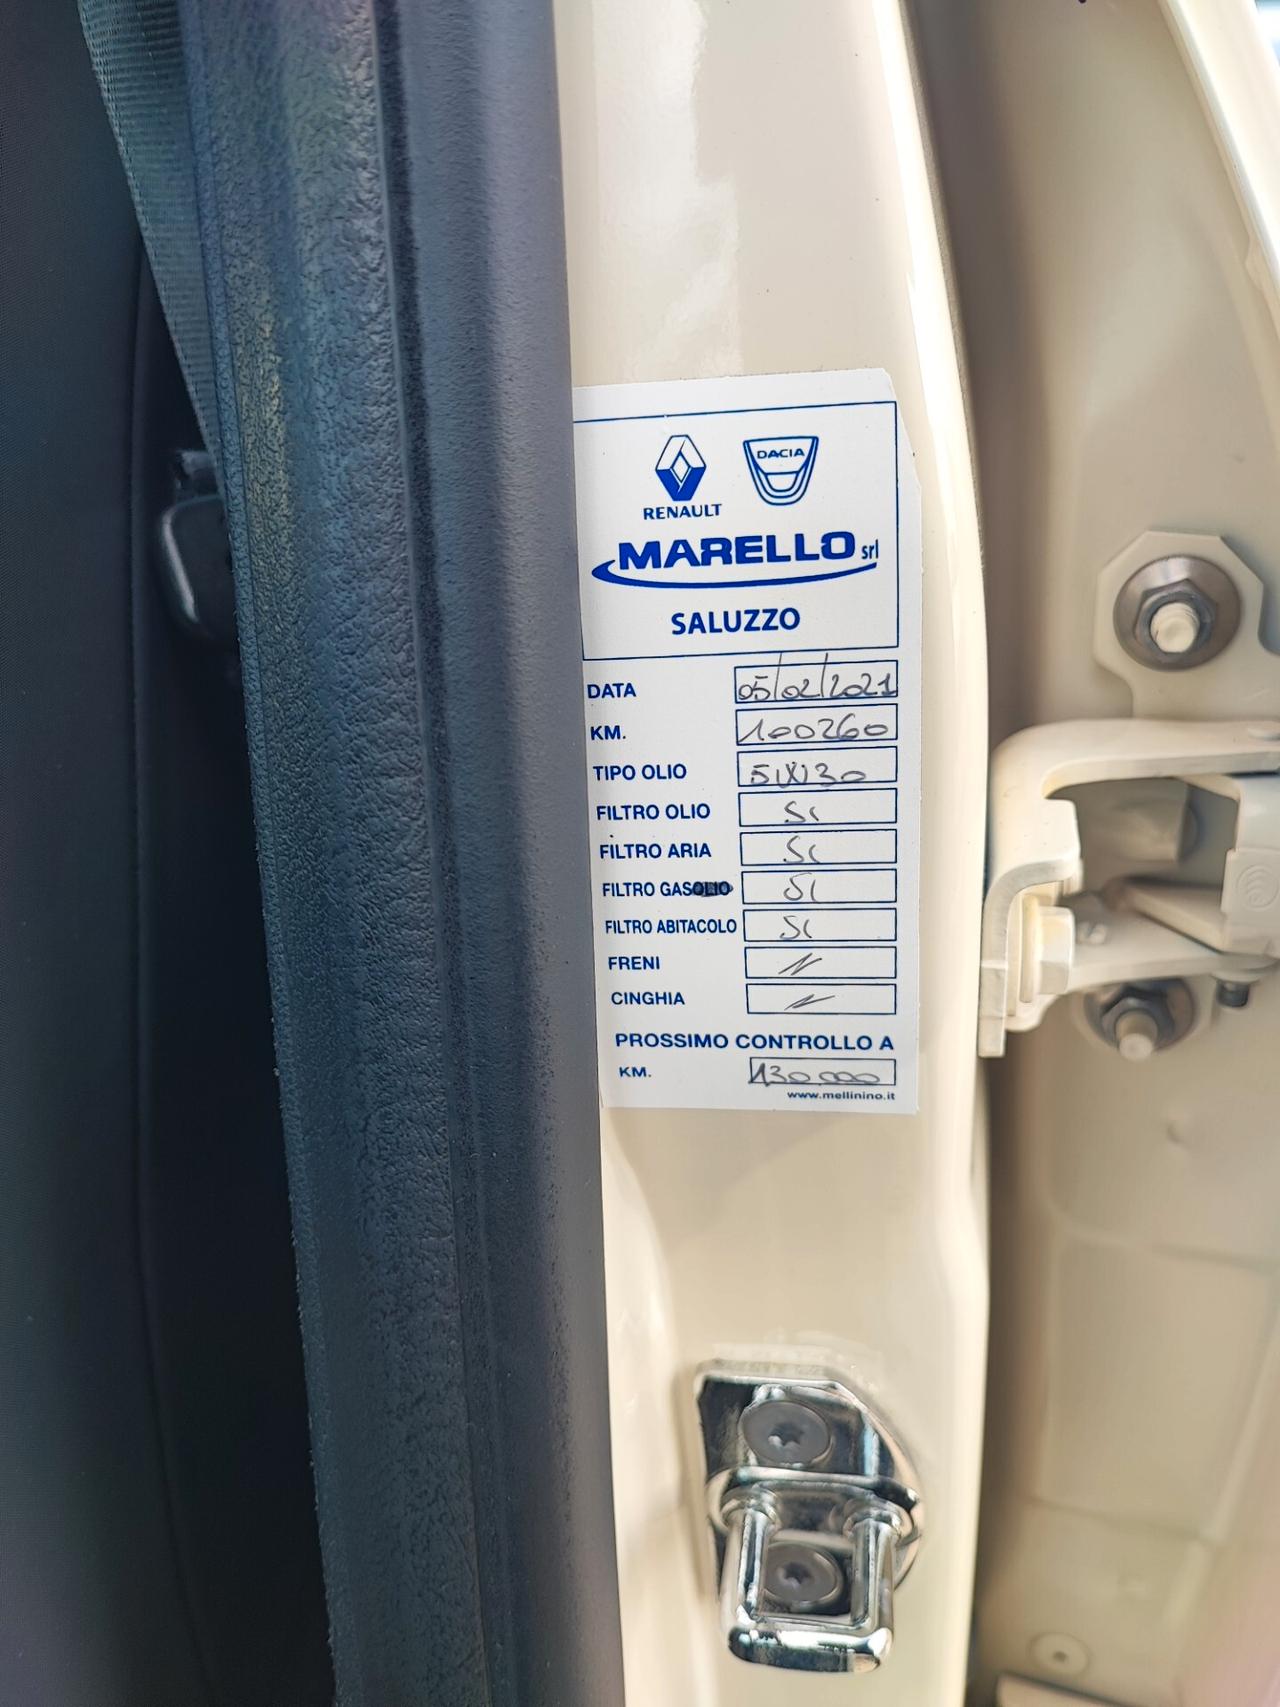 RENAULT
DACIA
MARELLO srl
SALUZZO
DATA 05/02/2021
KM. 100260
TIPO OLIO 5W30
FILTRO OLIO Si
FILTRO ARIA Si
FILTRO GASOLIO Si
FILTRO ABITACOLO Si
FRENI
CINGHIA
PROSSIMO CONTROLLO A
KM. 130.000
www.mellinino.it